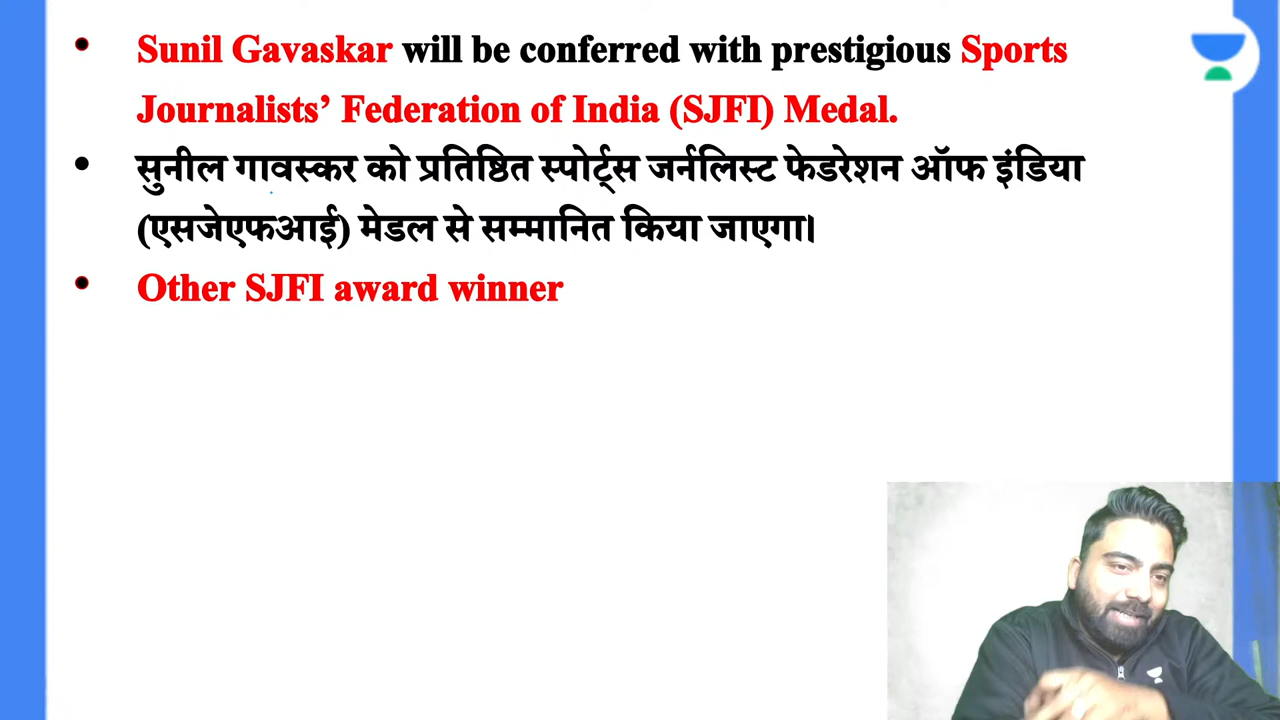 Sunil Gavaskar will be conferred with prestigious Sports
Journalists’ Federation of India (SJFI) Medal.
सुनील गावस्कर को प्रतिष्ठित स्पोर्ट्स जर्नलिस्ट फेडरेशन ऑफ इंडिया
(एसजेएफआई) मेडल से सम्मानित किया जाएगा।
Other SJFI award winner